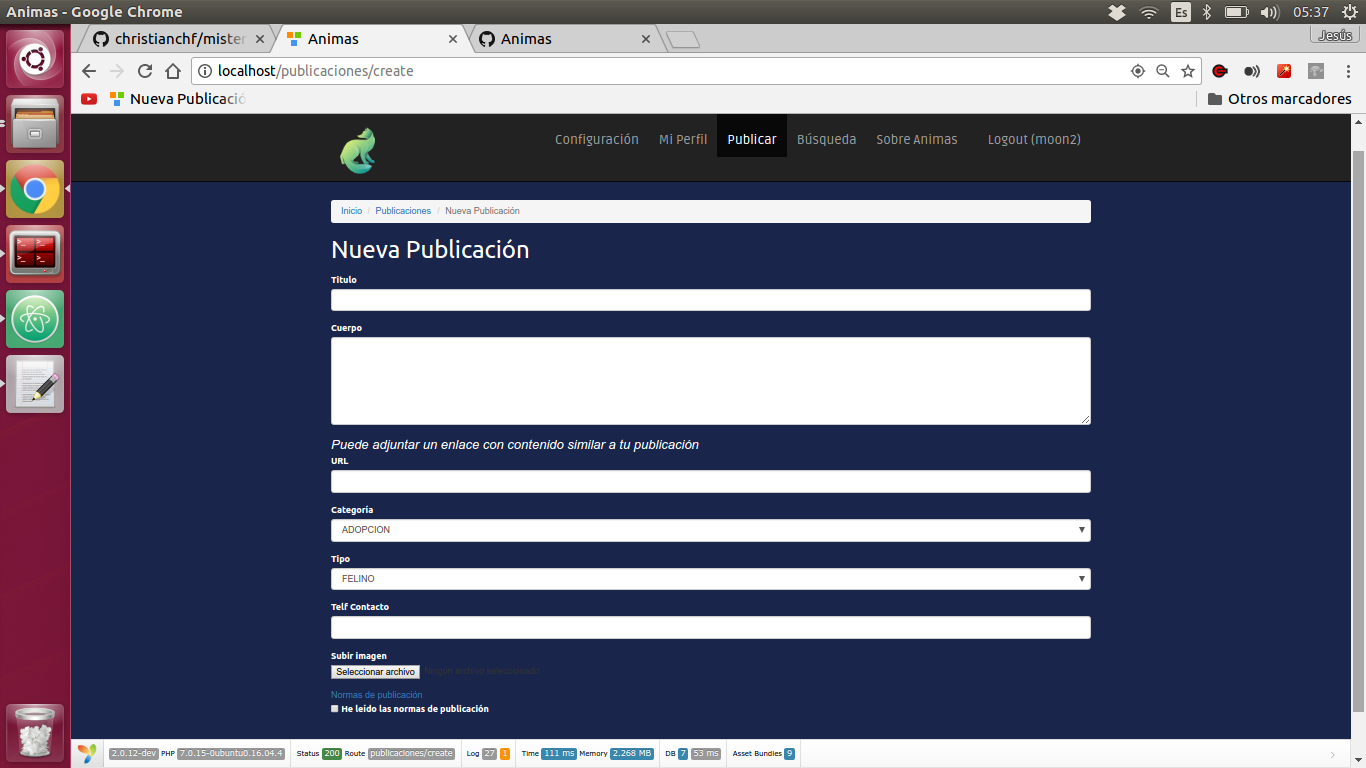 Animas - Google Chrome
Es
05:37
christianchf/mister
Animas
Animas
Jesús
localhost/publicaciones/create
Nueva Publicació
Otros marcadores
Configuración Mi Perfil Publicar Búsqueda Sobre Animas Logout (moon2)
Inicio / Publicaciones / Nueva Publicación
Nueva Publicación
Titulo
Cuerpo
Puede adjuntar un enlace con contenido similar a tu publicación
URL
Categoria
ADOPCION
Tipo
FELINO
Telf Contacto
Subir imagen
Seleccionar archivo Ningún archivo seleccionado
Normas de publicación
He leído las normas de publicación
2.0.12-dev PHP 7.0.15-0ubuntu0.16.04.4 Status 200 Route publicaciones/create Log 27 1 Time 111 ms Memory 2.268 MB DB 7 53 ms Asset Bundles 9